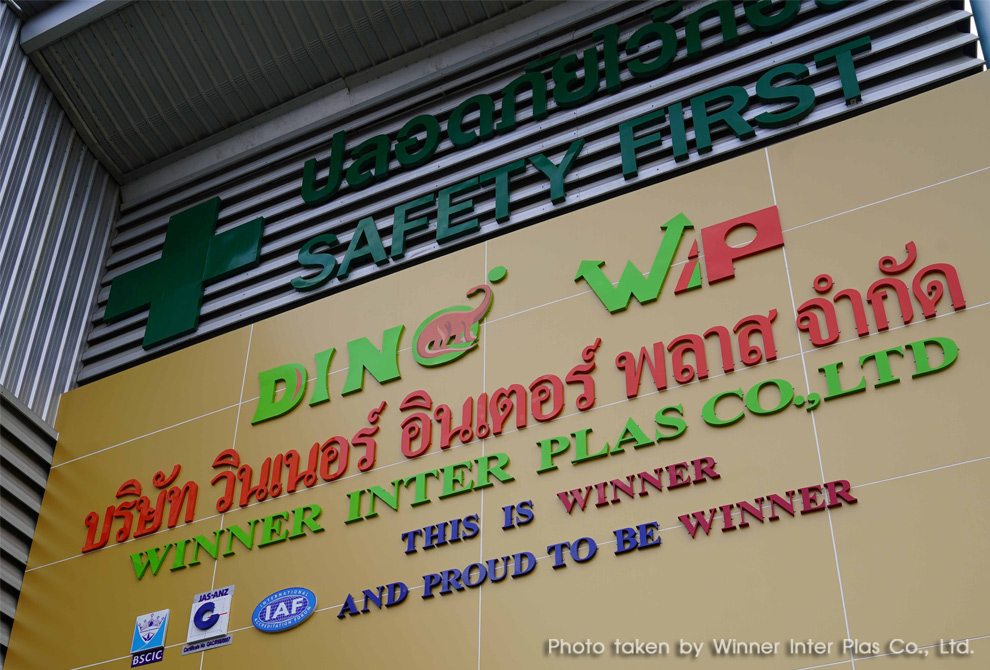 ปลอดภัยไว้ก่อน
SAFETY FIRST
DINO WIP
บริษัท วินเนอร์ อินเตอร์ พลาส จำกัด
WINNER INTER PLAS CO.,LTD
THIS IS WINNER
AND PROUD TO BE WINNER
BSCIC
JAS-ANZ
IAF
Photo taken by Winner Inter Plas Co., Ltd.